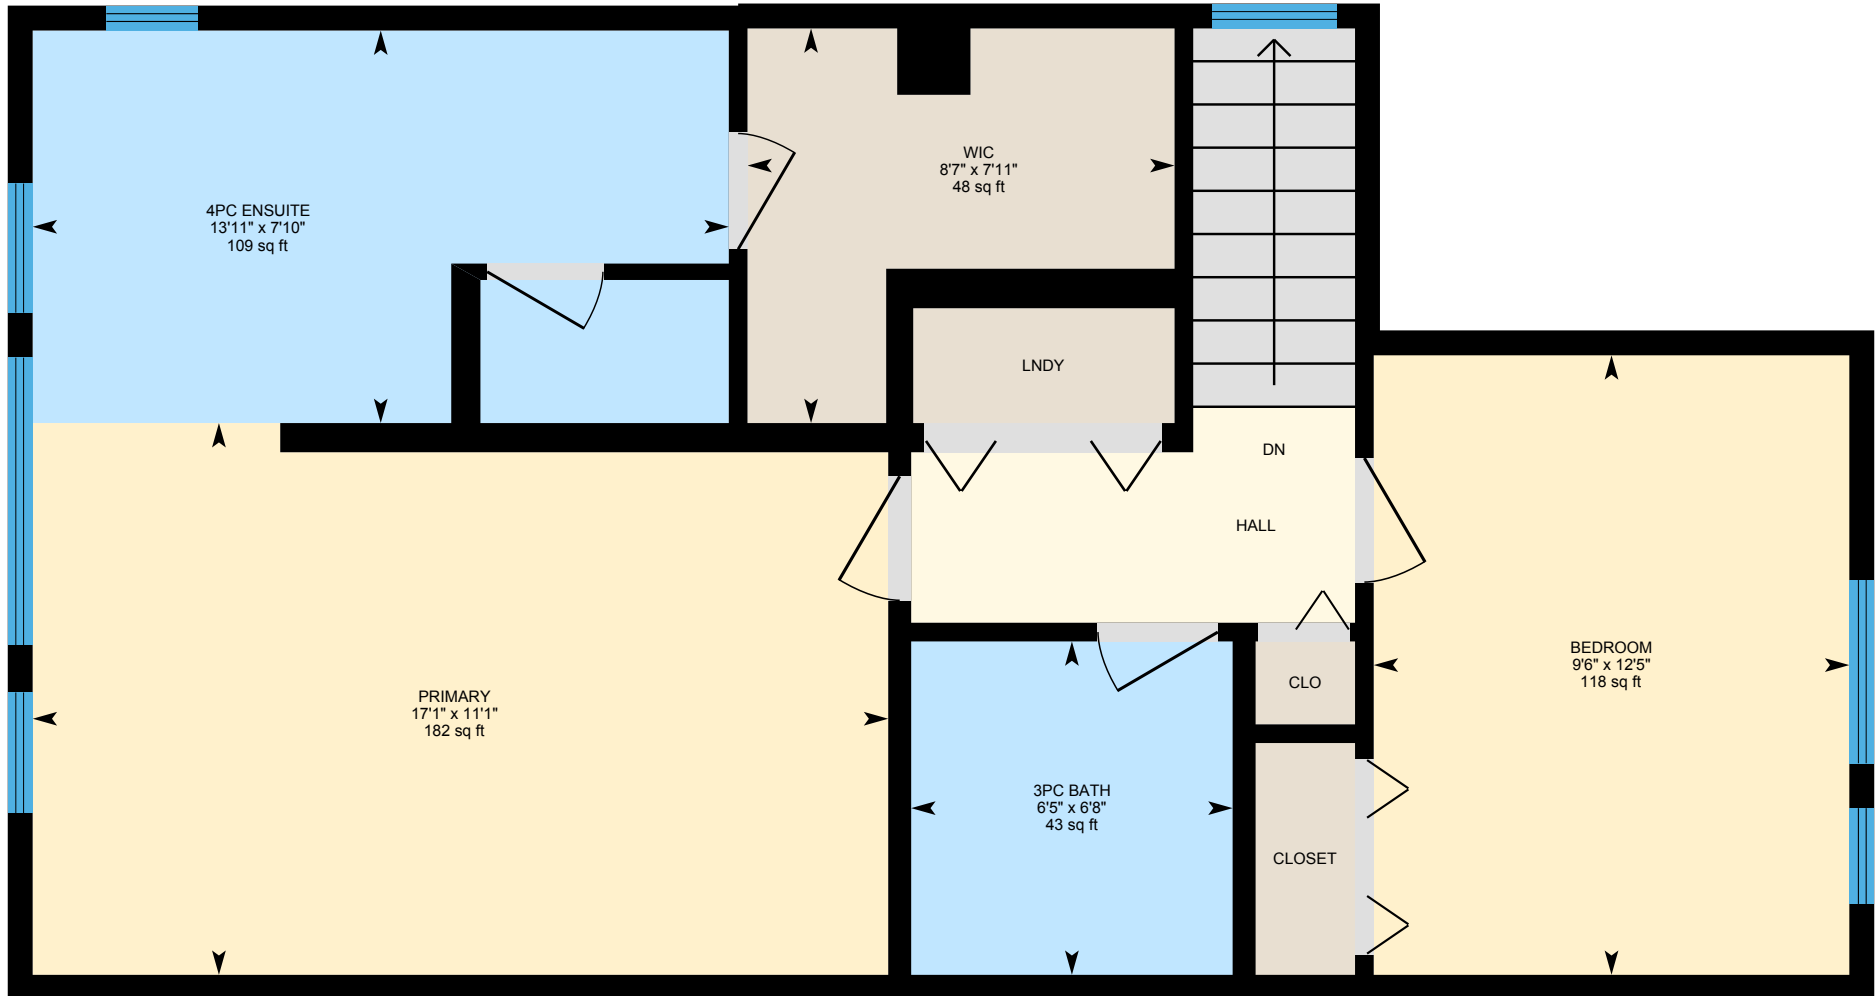 WIC
8'7" x 7'11"
48 sq ft
4PC ENSUITE
13'11" x 7'10"
109 sq ft
LNDY
DN
HALL
BEDROOM
9'6" x 12'5"
118 sq ft
CLO
PRIMARY
17'1" x 11'1"
182 sq ft
3PC BATH
6'5" x 6'8"
43 sq ft
CLOSET